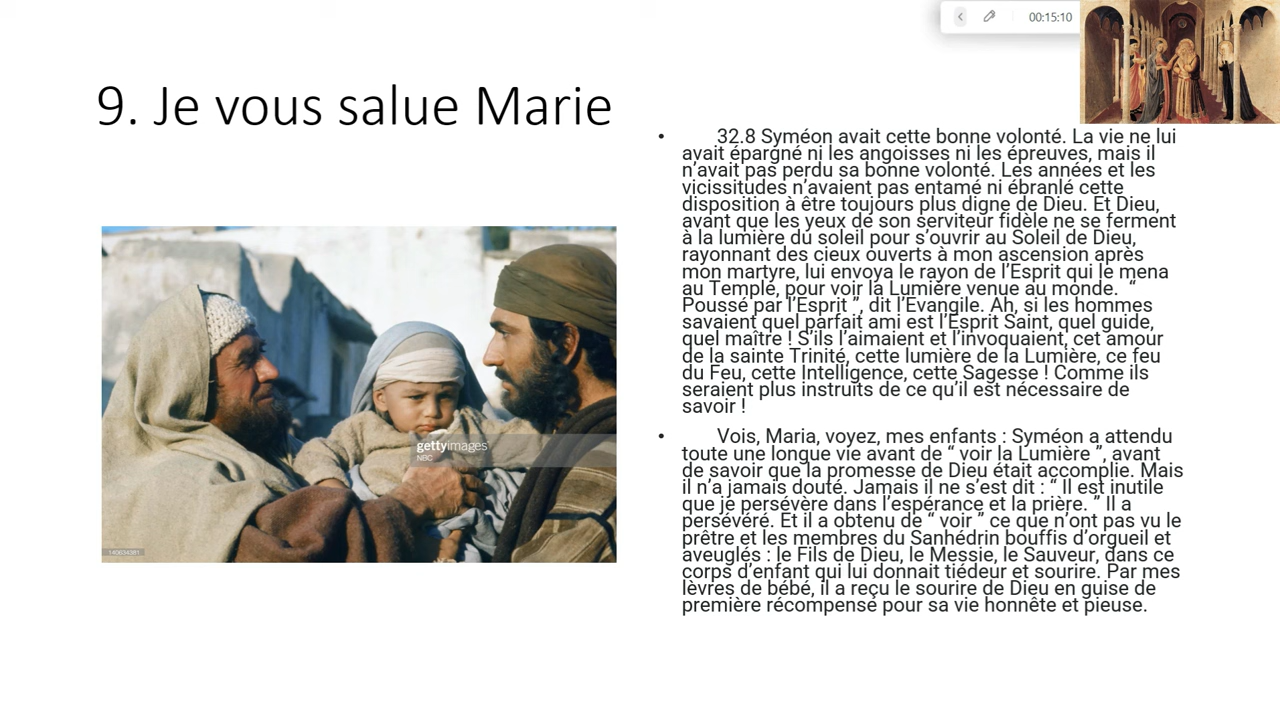 00:15:10
9. Je vous salue Marie
• 32.8 Syméon avait cette bonne volonté. La vie ne lui
avait épargné ni les angoisses ni les épreuves, mais il
n’avait pas perdu sa bonne volonté. Les années et les
vicissitudes n’avaient pas entamé ni ébranlé cette
disposition à être toujours plus digne de Dieu. Et Dieu,
avant que les yeux de son serviteur fidèle ne se ferment
à la lumière du soleil pour s’ouvrir au Soleil de Dieu,
rayonnant des cieux ouverts à mon ascension après
mon martyre, lui envoya le rayon de l’Esprit qui le mena
au Temple, pour voir la Lumière venue au monde. “
Poussé par l’Esprit ”, dit l’Evangile. Ah, si les hommes
savaient quel parfait ami est l’Esprit Saint, quel guide,
quel maître ! S’ils l’aimaient et l’invoquaient, cet amour
de la sainte Trinité, cette lumière de la Lumière, ce feu
du Feu, cette Intelligence, cette Sagesse ! Comme ils
seraient plus instruits de ce qu’il est nécessaire de
savoir !
• Vois, Maria, voyez, mes enfants : Syméon a attendu
toute une longue vie avant de “ voir la Lumière ”, avant
de savoir que la promesse de Dieu était accomplie. Mais
il n’a jamais douté. Jamais il ne s’est dit : “ Il est inutile
que je persévère dans l’espérance et la prière. ” Il a
persévéré. Et il a obtenu de “ voir ” ce que n’ont pas vu le
prêtre et les membres du Sanhédrin bouffis d’orgueil et
aveuglés : le Fils de Dieu, le Messie, le Sauveur, dans ce
corps d’enfant qui lui donnait tiédeur et sourire. Par mes
lèvres de bébé, il a reçu le sourire de Dieu en guise de
première récompense pour sa vie honnête et pieuse.
gettyimages
NBC
140634081